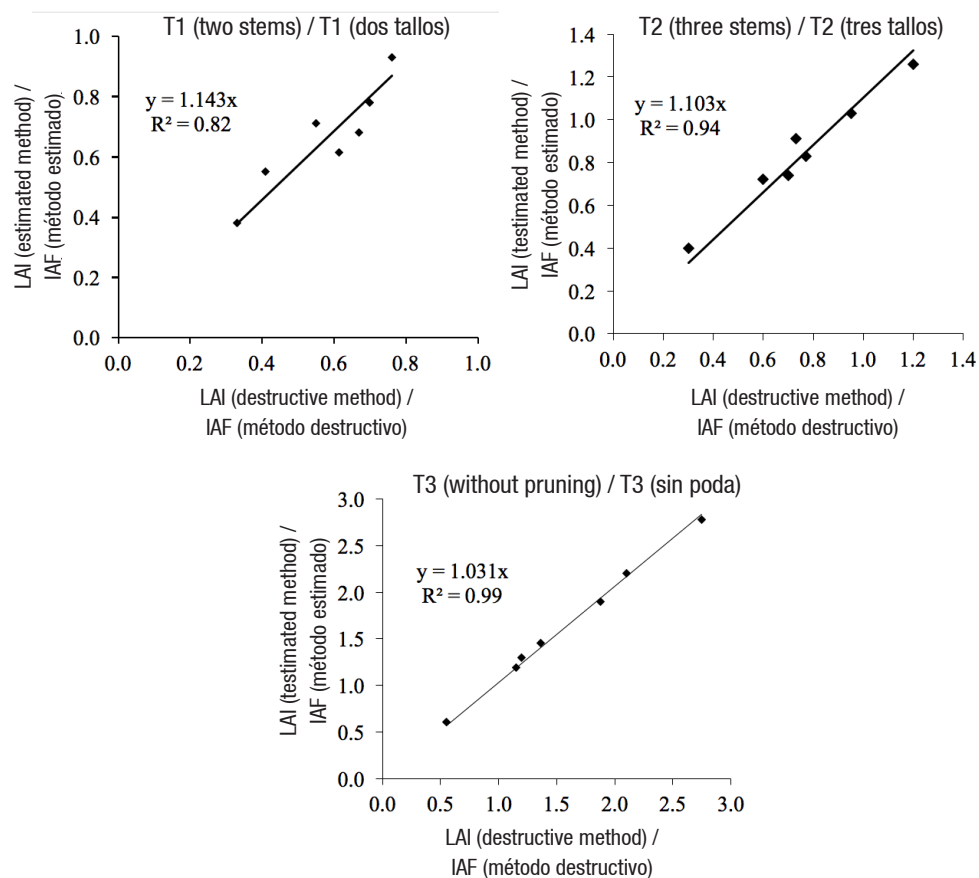 T1 (two stems) / T1 (dos tallos)
LAI (estimated method) /
IAF (método estimado)
y = 1.143x
R² = 0.82
1.0
0.8
0.6
0.4
0.2
0.0
0.0 0.2 0.4 0.6 0.8 1.0
LAI (destructive method) /
IAF (método destructivo)
T2 (three stems) / T2 (tres tallos)
LAI (testimated method) /
IAF (método estimado)
y = 1.103x
R² = 0.94
1.4
1.2
1.0
0.8
0.6
0.4
0.2
0.0
0.0 0.2 0.4 0.6 0.8 1.0 1.2 1.4
LAI (destructive method) /
IAF (método destructivo)
T3 (without pruning) / T3 (sin poda)
LAI (testimated method) /
IAF (método estimado)
y = 1.031x
R² = 0.99
3.0
2.5
2.0
1.5
1.0
0.5
0.0
0.0 0.5 1.0 1.5 2.0 2.5 3.0
LAI (destructive method) /
IAF (método destructivo)